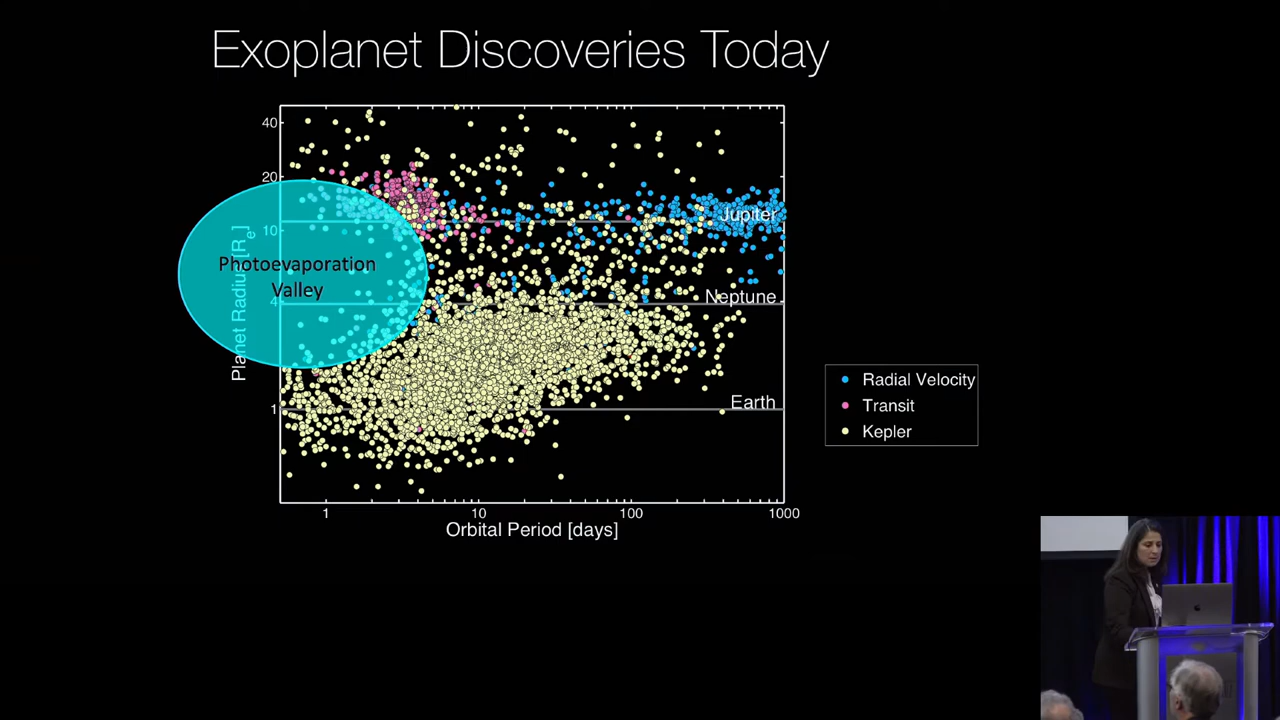 Exoplanet Discoveries Today
40
20
10
4
1
Planet Radius [Re]
Photoevaporation
Valley
Jupiter
Neptune
Earth
1 10 100 1000
Orbital Period [days]
Radial Velocity
Transit
Kepler